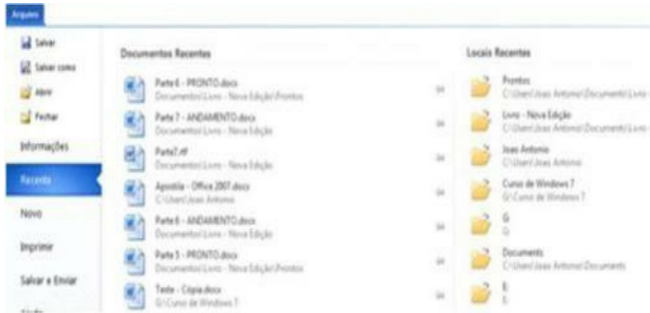 Arquivo
Salvar
Salvar como
Abrir
Fechar
Informações
Recente
Novo
Imprimir
Salvar e Enviar
Ajuda
Documentos Recentes
Parte 6 - PRONTO.docx
Documentos\Livro - Nova Edição\Prontos
Parte 7 - ANDAMENTO.docx
Documentos\Livro - Nova Edição
Parte7.rtf
Documentos\Livro - Nova Edição
Apostila - Office 2007.docx
C:\Users\Joao Antonio
Parte 6 - ANDAMENTO.docx
Documentos\Livro - Nova Edição
Parte 5 - PRONTO.docx
Documentos\Livro - Nova Edição\Prontos
Teste - Cópia.docx
G:\Curso de Windows 7
Locais Recentes
Prontos
C:\Users\Joao Antonio\Documents\Livro -
Livro - Nova Edição
C:\Users\Joao Antonio\Documents\Livro -
Joao Antonio
C:\Users\Joao Antonio
Curso de Windows 7
G:\Curso de Windows 7
G:
Documents
C:\Users\Joao Antonio\Documents